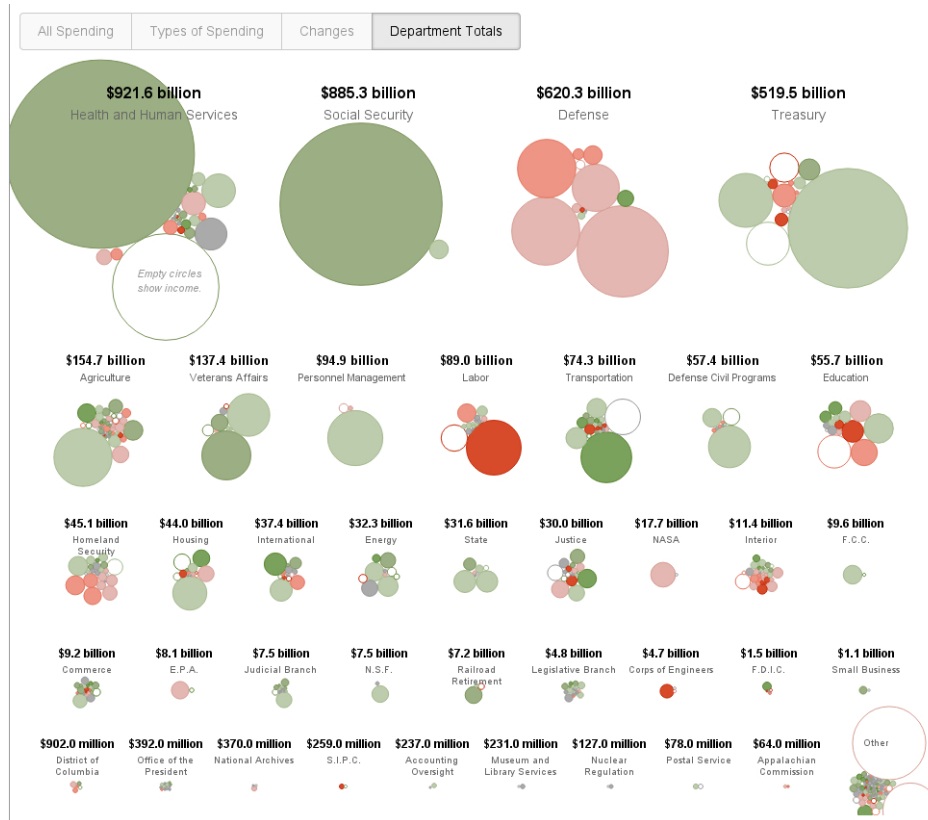 All Spending
Types of Spending
Changes
Department Totals
$921.6 billion
Health and Human Services
$885.3 billion
Social Security
$620.3 billion
Defense
$519.5 billion
Treasury
Empty circles
show income.
$154.7 billion
Agriculture
$137.4 billion
Veterans Affairs
$94.9 billion
Personnel Management
$89.0 billion
Labor
$74.3 billion
Transportation
$57.4 billion
Defense Civil Programs
$55.7 billion
Education
$45.1 billion
Homeland
Security
$44.0 billion
Housing
$37.4 billion
International
$32.3 billion
Energy
$31.6 billion
State
$30.0 billion
Justice
$17.7 billion
NASA
$11.4 billion
Interior
$9.6 billion
F.C.C.
$9.2 billion
Commerce
$8.1 billion
E.P.A.
$7.5 billion
Judicial Branch
$7.5 billion
N.S.F.
$7.2 billion
Railroad
Retirement
$4.8 billion
Legislative Branch
$4.7 billion
Corps of Engineers
$1.5 billion
F.D.I.C.
$1.1 billion
Small Business
$902.0 million
District of
Columbia
$392.0 million
Office of the
President
$370.0 million
National Archives
$259.0 million
S.I.P.C.
$237.0 million
Accounting
Oversight
$231.0 million
Museum and
Library Services
$127.0 million
Nuclear
Regulation
$78.0 million
Postal Service
$64.0 million
Appalachian
Commission
Other